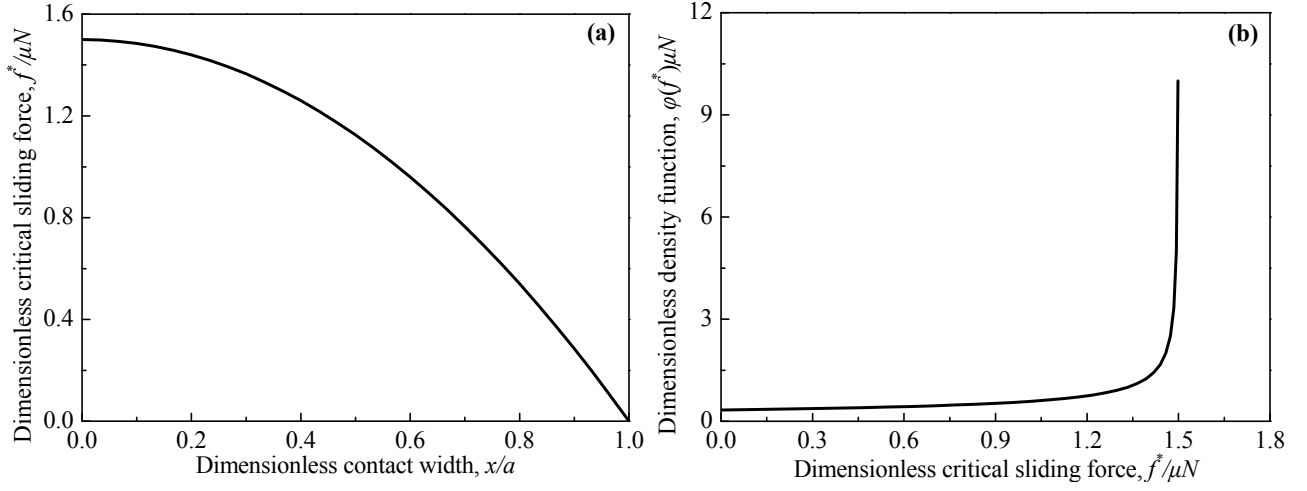 (a)
Dimensionless critical sliding force, f*/μN
1.6
1.2
0.8
0.4
0.0
0.0 0.2 0.4 0.6 0.8 1.0
Dimensionless contact width, x/a
(b)
Dimensionless density function, φ(f*)μN
12
9
6
3
0
0.0 0.3 0.6 0.9 1.2 1.5 1.8
Dimensionless critical sliding force, f*/μN